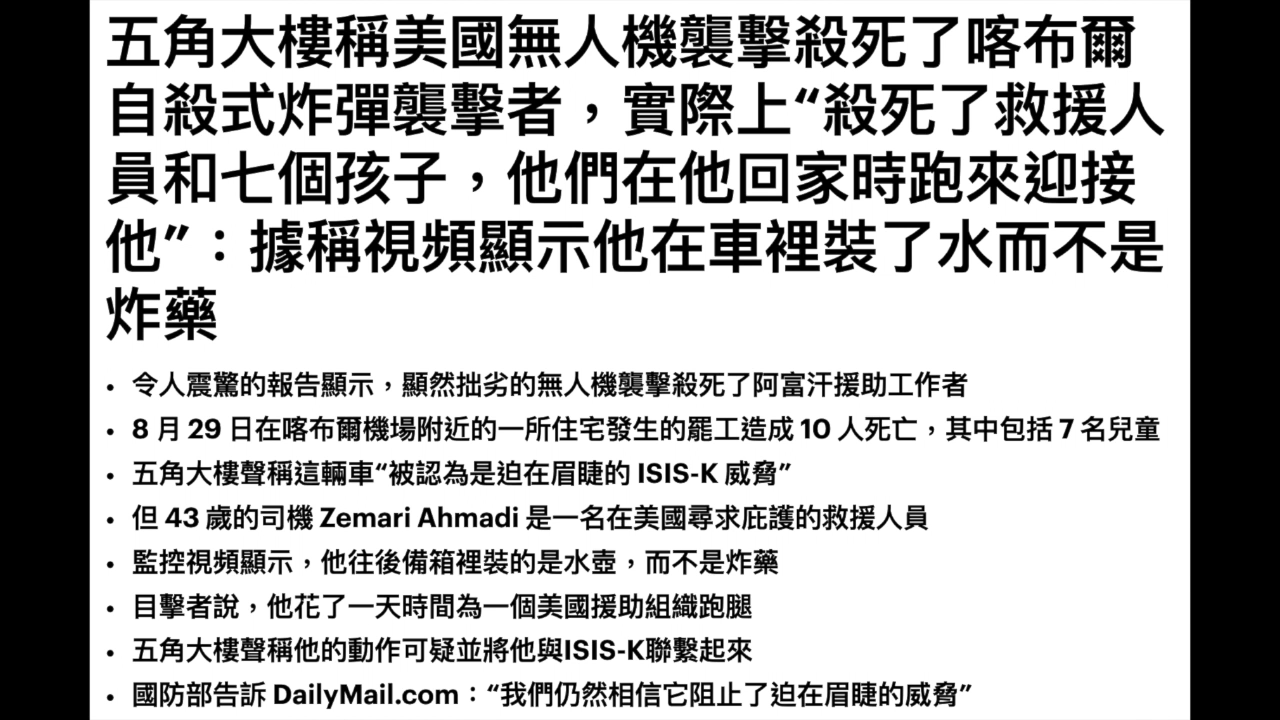 五角大樓稱美國無人機襲擊殺死了喀布爾
自殺式炸彈襲擊者，實際上“殺死了救援人
員和七個孩子，他們在他回家時跑來迎接
他”：據稱視頻顯示他在車裡裝了水而不是
炸藥
• 令人震驚的報告顯示，顯然拙劣的無人機襲擊殺死了阿富汗援助工作者
• 8 月 29 日在喀布爾機場附近的一所住宅發生的罷工造成 10 人死亡，其中包括 7 名兒童
• 五角大樓聲稱這輛車“被認為是迫在眉睫的 ISIS-K 威脅”
• 但 43 歲的司機 Zemari Ahmadi 是一名在美國尋求庇護的救援人員
• 監控視頻顯示，他往後備箱裡裝的是水壺，而不是炸藥
• 目擊者說，他花了一天時間為一個美國援助組織跑腿
• 五角大樓聲稱他的動作可疑並將他與ISIS-K聯繫起來
• 國防部告訴 DailyMail.com：“我們仍然相信它阻止了迫在眉睫的威脅”